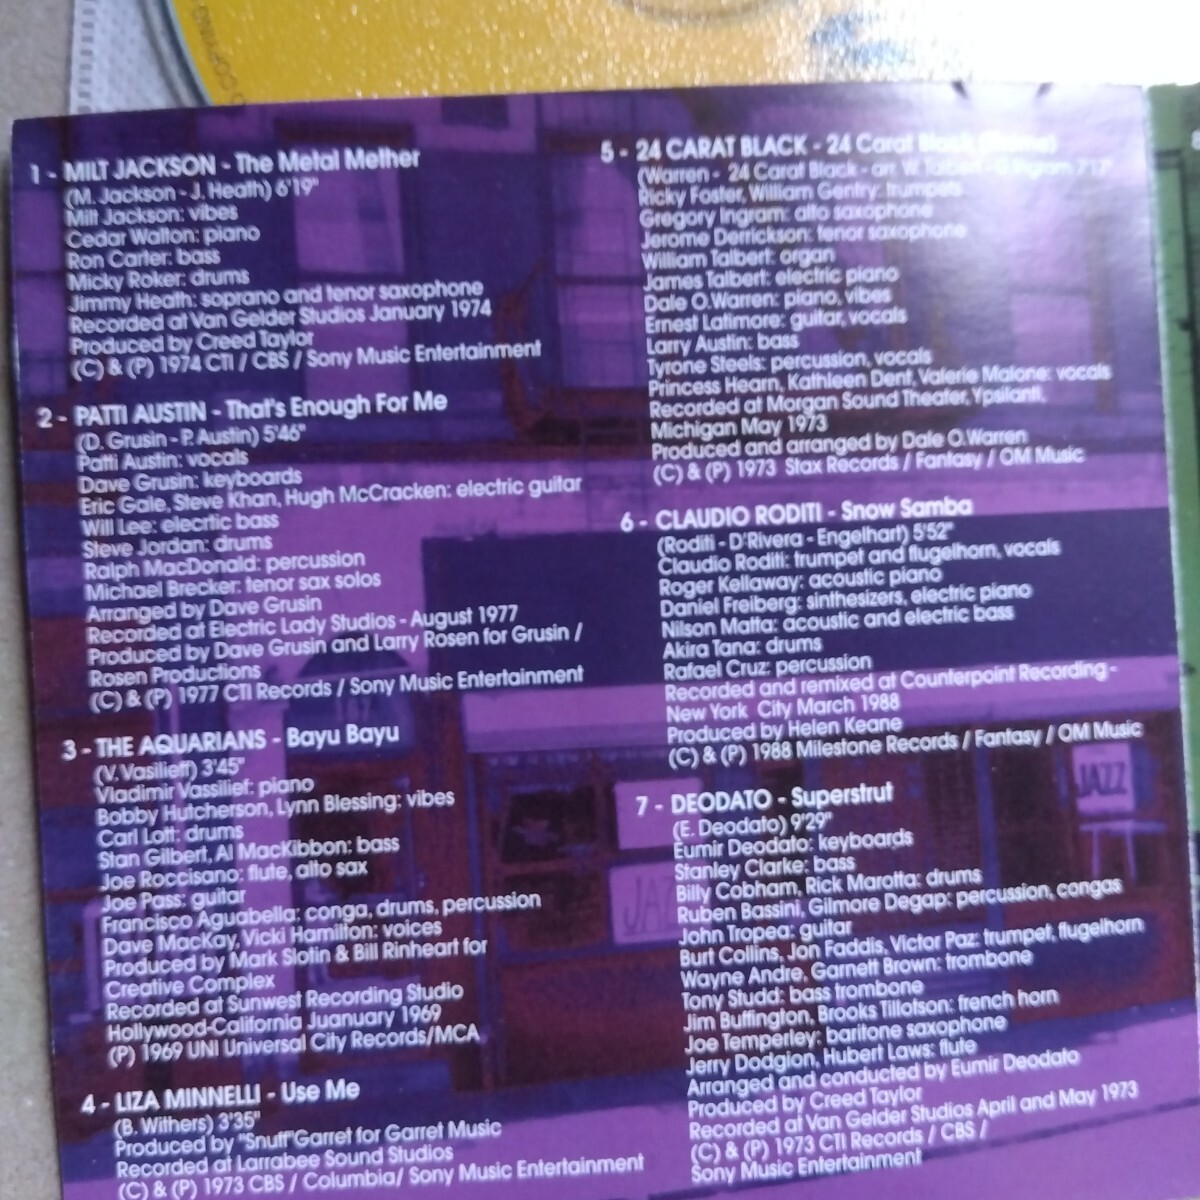 1 - MILT JACKSON - The Metal Mether
(M. Jackson - J. Heath) 6'19"
Milt Jackson: vibes
Cedar Walton: piano
Ron Carter: bass
Micky Roker: drums
Jimmy Heath: soprano and tenor saxophone
Recorded at Van Gelder Studios January 1974
Produced by Creed Taylor
(C) & (P) 1974 CTI / CBS / Sony Music Entertainment
2 - PATTI AUSTIN - That's Enough For Me
(D. Grusin - P. Austin) 5'46"
Patti Austin: vocals
Dave Grusin: keyboards
Eric Gale, Steve Khan, Hugh McCracken: electric guitar
Will Lee: elecrtic bass
Steve Jordan: drums
Ralph MacDonald: percussion
Michael Brecker: tenor sax solos
Arranged by Dave Grusin
Recorded at Electric Lady Studios - August 1977
Produced by Dave Grusin and Larry Rosen for Grusin /
Rosen Productions
(C) & (P) 1977 CTI Records / Sony Music Entertainment
3 - THE AQUARIANS - Bayu Bayu
(V. Vasilieff) 3'45"
Vladimir Vassilief: piano
Bobby Hutcherson, Lynn Blessing: vibes
Carl Lott: drums
Stan Gilbert, Al MacKibbon: bass
Joe Roccisano: flute, alto sax
Joe Pass: guitar
Francisco Aguabella: conga, drums, percussion
Dave MacKay, Vicki Hamilton: voices
Produced by Mark Slotin & Bill Rinheart for
Creative Complex
Recorded at Sunwest Recording Studio
Hollywood-California Juanuary 1969
(P) 1969 UNI Universal City Records/MCA
4 - LIZA MINNELLI - Use Me
(B. Withers) 3'35"
Produced by "Snuff"Garret for Garret Music
Recorded at Larrabee Sound Studios
(C) & (P) 1973 CBS / Columbia/ Sony Music Entertainment
5 - 24 CARAT BLACK - 24 Carat Black
(Warren - 24 Carat Black - arr. W. Talbert - Ingram 7'17"
Ricky Foster, William Gentry: trumpets
Gregory Ingram: alto saxophone
Jerome Derrickson: tenor saxophone
William Talbert: organ
James Talbert: electric piano
Dale O.Warren: piano, vibes
Ernest Latimore: guitar, vocals
Larry Austin: bass
Tyrone Steels: percussion, vocals
Princess Hearn, Kathleen Dent, Valerie Malone: vocals
Recorded at Morgan Sound Theater, Ypsilanti,
Michigan May 1973
Produced and arranged by Dale O.Warren
(C) & (P) 1973 Stax Records / Fantasy / OM Music
6 - CLAUDIO RODITI - Snow Samba
(Roditi - D'Rivera - Engelhart) 5'52"
Claudio Roditi: trumpet and flugelhorn, vocals
Roger Kellaway: acoustic piano
Daniel Freiberg: sinthesizers, electric piano
Nilson Matta: acoustic and electric bass
Akira Tana: drums
Rafael Cruz: percussion
Recorded and remixed at Counterpoint Recording -
New York City March 1988
Produced by Helen Keane
(C) & (P) 1988 Milestone Records / Fantasy / OM Music
7 - DEODATO - Superstrut
(E. Deodato) 9'29"
Eumir Deodato: keyboards
Stanley Clarke: bass
Billy Cobham, Rick Marotta: drums
Ruben Bassini, Gilmore Degap: percussion, congas
John Tropea: guitar
Burt Collins, Jon Faddis, Victor Paz: trumpet, flugelhorn
Wayne Andre, Garnett Brown: trombone
Tony Studd: bass trombone
Jim Buffington, Brooks Tillotson: french horn
Joe Temperley: baritone saxophone
Jerry Dodgion, Hubert Laws: flute
Arranged and conducted by Eumir Deodato
Produced by Creed Taylor
Recorded at Van Gelder Studios April and May 1973
(C) & (P) 1973 CTI Records / CBS /
Sony Music Entertainment
JAZZ
JAZ